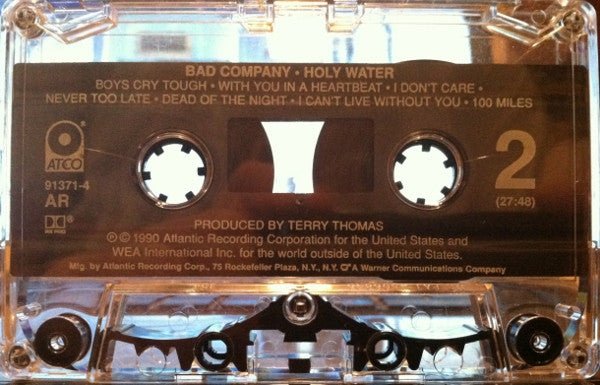 BAD COMPANY • HOLY WATER
BOYS CRY TOUGH • WITH YOU IN A HEARTBEAT • I DON'T CARE •
NEVER TOO LATE • DEAD OF THE NIGHT • I CAN'T LIVE WITHOUT YOU • 100 MILES
ATCO ®
91371-4
AR
DOLBY HX PRO
2
(27:48)
PRODUCED BY TERRY THOMAS
℗ © 1990 Atlantic Recording Corporation for the United States and
WEA International Inc. for the world outside of the United States.
Mfg. by Atlantic Recording Corp., 75 Rockefeller Plaza, N.Y., N.Y. A Warner Communications Company